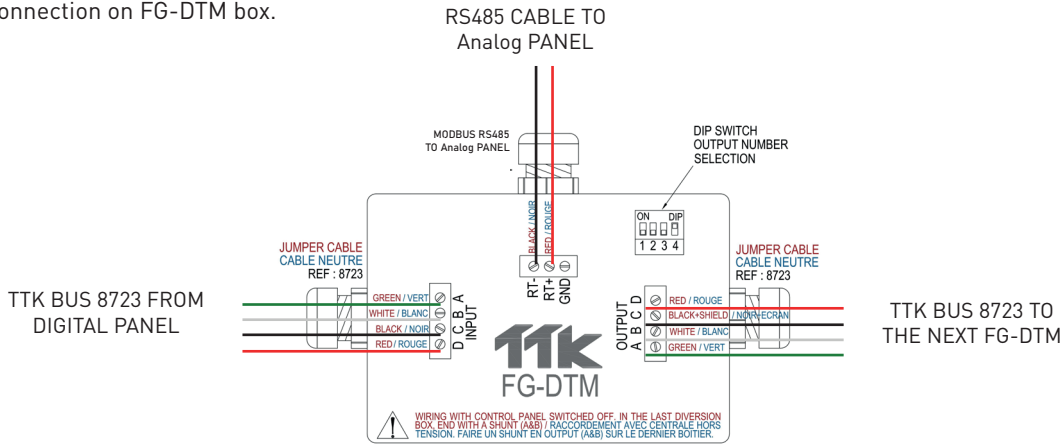 onnection on FG-DTM box.
RS485 CABLE TO
Analog PANEL
MODBUS RS485
TO Analog PANEL
DIP SWITCH
OUTPUT NUMBER
SELECTION
BLACK / NOIR
RED / ROUGE
ON DIP
1 2 3 4
JUMPER CABLE
CABLE NEUTRE
REF : 8723
JUMPER CABLE
CABLE NEUTRE
REF : 8723
RT-
RT+
GND
TTK BUS 8723 FROM
DIGITAL PANEL
GREEN / VERT
WHITE / BLANC
BLACK / NOIR
RED / ROUGE
A
B
C
D
INPUT
OUTPUT
D
C
B
A
RED / ROUGE
BLACK+SHIELD / NOIR+ECRAN
WHITE / BLANC
GREEN / VERT
TTK BUS 8723 TO
THE NEXT FG-DTM
TTK
FG-DTM
WIRING WITH CONTROL PANEL SWITCHED OFF. IN THE LAST DIVERSION
BOX, END WITH A SHUNT (A&B) / RACCORDEMENT AVEC CENTRALE HORS
TENSION. FAIRE UN SHUNT EN OUTPUT (A&B) SUR LE DERNIER BOITIER.